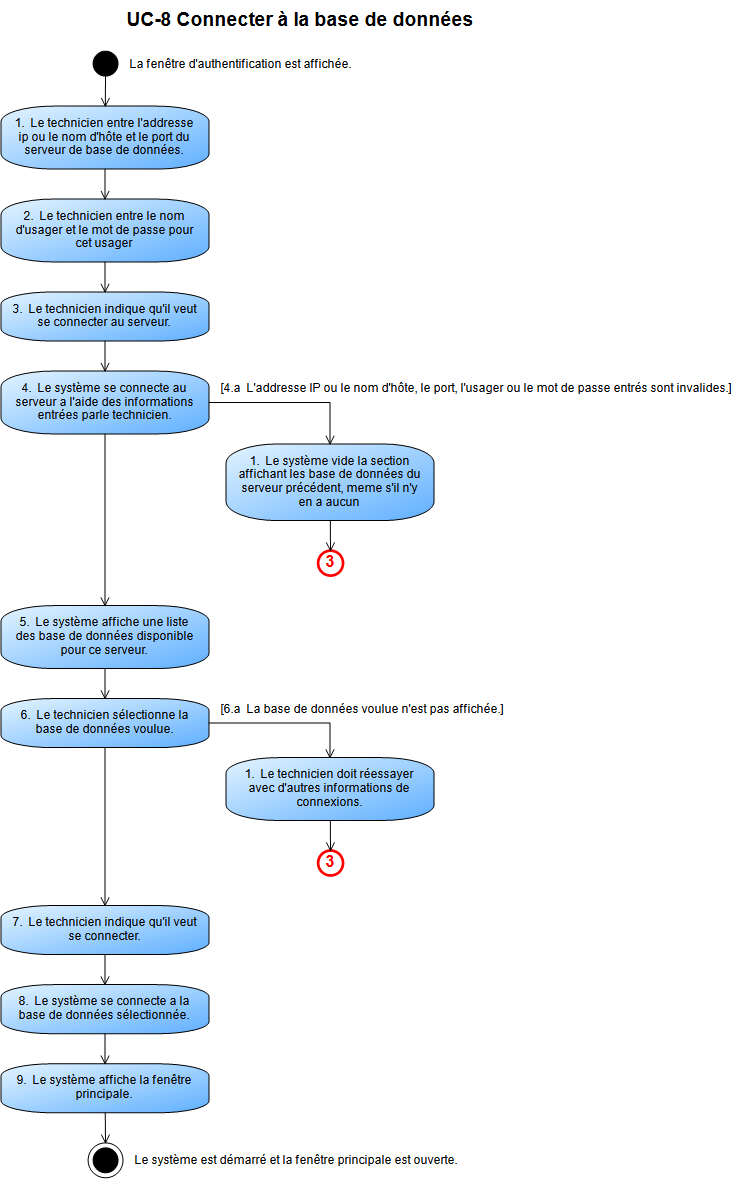 UC-8 Connecter à la base de données
La fenêtre d'authentification est affichée.
1. Le technicien entre l'addresse
ip ou le nom d'hôte et le port du
serveur de base de données.
2. Le technicien entre le nom
d'usager et le mot de passe pour
cet usager
3. Le technicien indique qu'il veut
se connecter au serveur.
4. Le système se connecte au
serveur a l'aide des informations
entrées parle technicien.
[4.a L'addresse IP ou le nom d'hôte, le port, l'usager ou le mot de passe entrés sont invalides.]
1. Le système vide la section
affichant les base de données du
serveur précédent, meme s'il n'y
en a aucun
3
5. Le système affiche une liste
des base de données disponible
pour ce serveur.
6. Le technicien sélectionne la
base de données voulue.
[6.a La base de données voulue n'est pas affichée.]
1. Le technicien doit réessayer
avec d'autres informations de
connexions.
3
7. Le technicien indique qu'il veut
se connecter.
8. Le système se connecte a la
base de données sélectionnée.
9. Le système affiche la fenêtre
principale.
Le système est démarré et la fenêtre principale est ouverte.